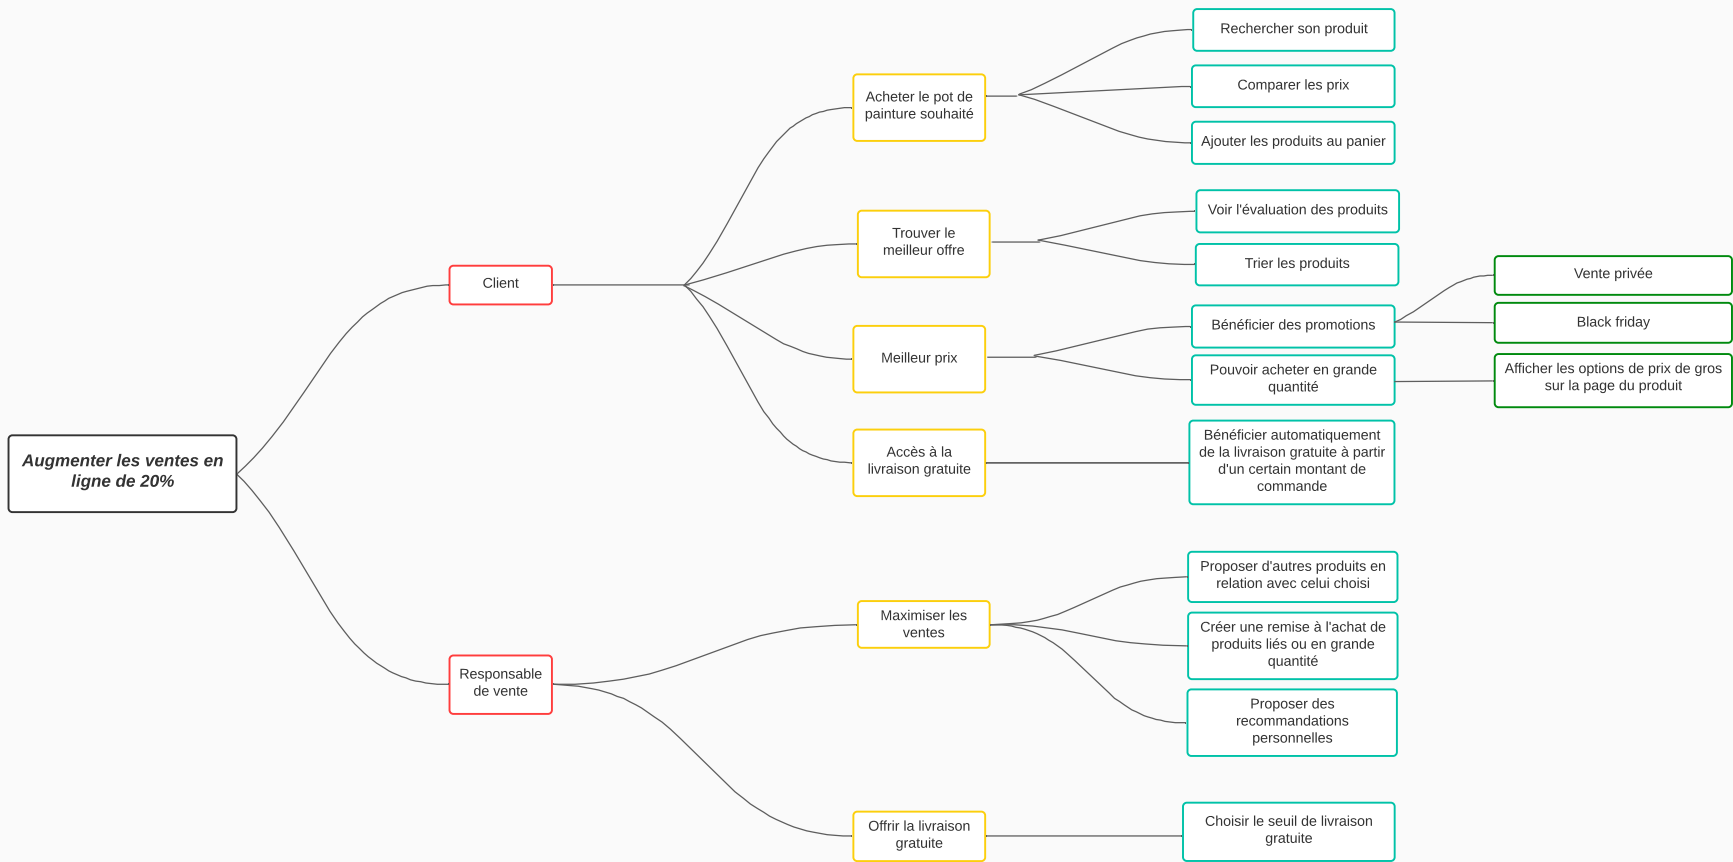 Augmenter les ventes en
ligne de 20%
Client
Responsable
de vente
Acheter le pot de
painture souhaité
Trouver le
meilleur offre
Meilleur prix
Accès à la
livraison gratuite
Maximiser les
ventes
Offrir la livraison
gratuite
Rechercher son produit
Comparer les prix
Ajouter les produits au panier
Voir l'évaluation des produits
Trier les produits
Bénéficier des promotions
Pouvoir acheter en grande
quantité
Bénéficier automatiquement
de la livraison gratuite à partir
d'un certain montant de
commande
Proposer d'autres produits en
relation avec celui choisi
Créer une remise à l'achat de
produits liés ou en grande
quantité
Proposer des
recommandations
personnelles
Choisir le seuil de livraison
gratuite
Vente privée
Black friday
Afficher les options de prix de gros
sur la page du produit